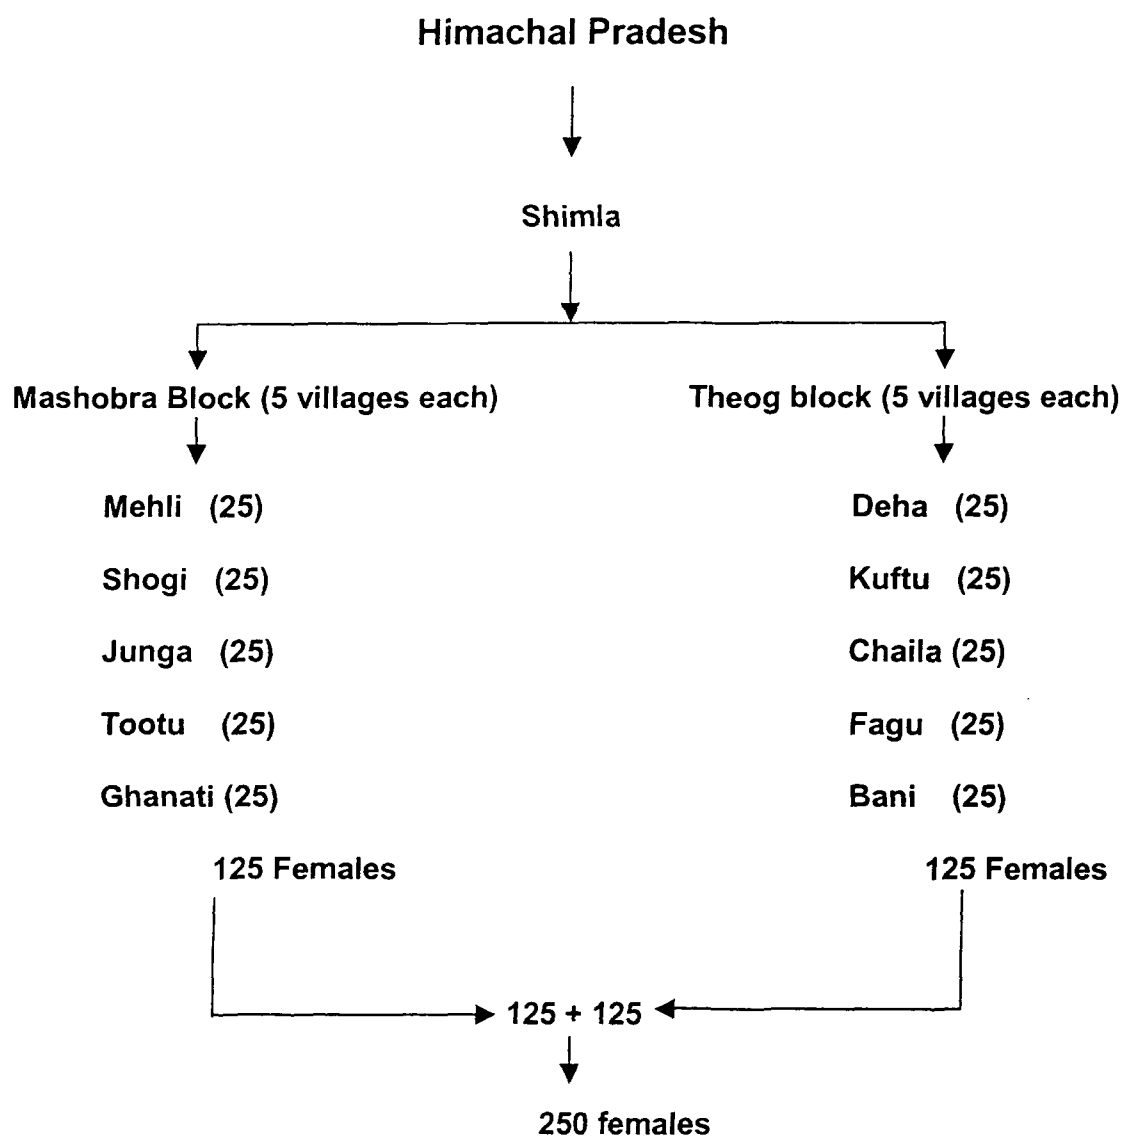 Himachal Pradesh
Shimla
Mashobra Block (5 villages each)
Mehli (25)
Shogi (25)
Junga (25)
Tootu (25)
Ghanati (25)
125 Females
Theog block (5 villages each)
Deha (25)
Kuftu (25)
Chaila (25)
Fagu (25)
Bani (25)
125 Females
125 + 125
250 females